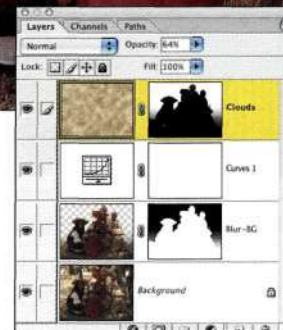 Layers Channels Paths
Normal Opacity: 64%
Lock: Fill: 100%
Clouds
Curves 1
Blur-BG
Background